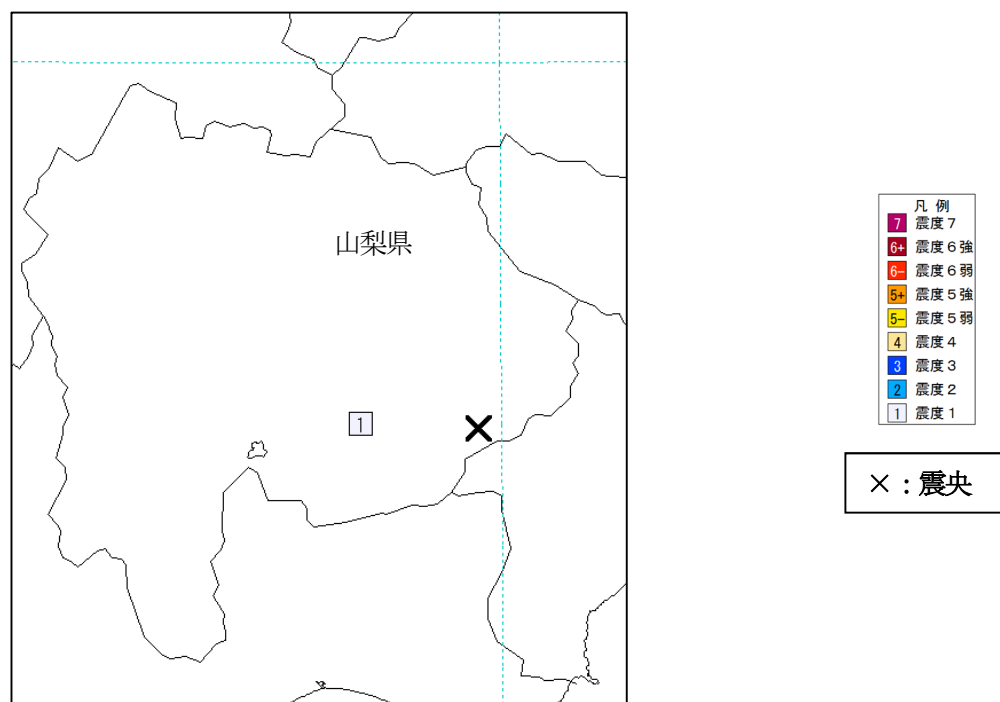 山梨県
1
凡 例
7 震度7
6+ 震度6強
6- 震度6弱
5+ 震度5強
5- 震度5弱
4 震度4
3 震度3
2 震度2
1 震度1
×：震央